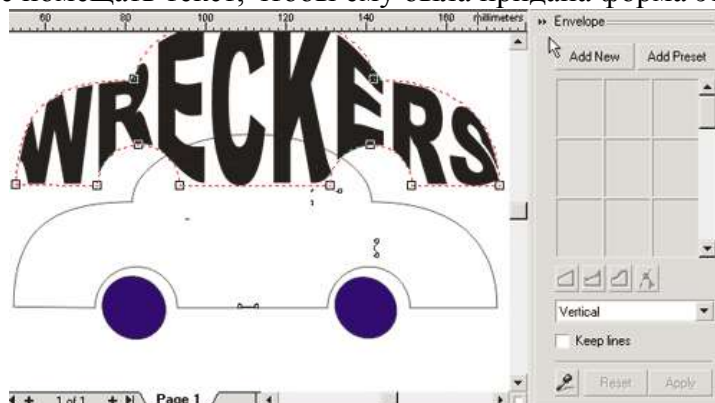 помещать текст, чтобы ему была придана форма
60 80 100 120 140 160 millimeters
Envelope
Add New Add Preset
WRECKERS
Vertical
Keep lines
Reset Apply
1 of 1 Page 1